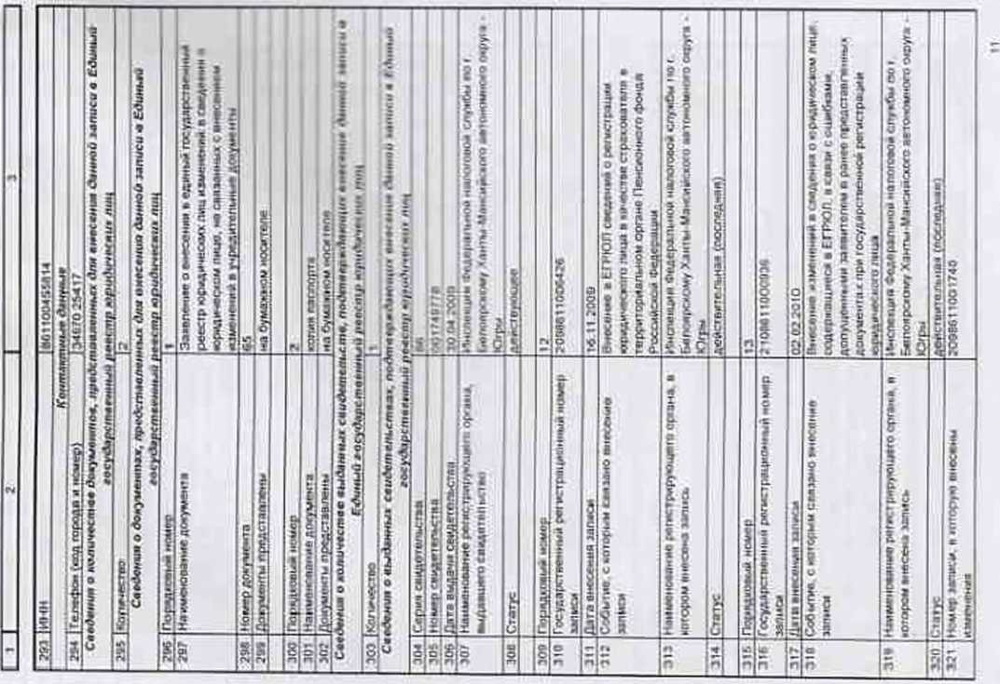 1 2 3
293 ИНН 861100455814
Контактные данные
294 Телефон (код города и номер) 34670 25417
Сведения о количестве документов, представленных для внесения данной записи в Единый
государственный реестр юридических лиц
295 Количество 2
Сведения о документах, представленных для внесения данной записи в Единый
государственный реестр юридических лиц
296 Порядковый номер 1
297 Наименование документа Заявление о внесении в единый государственный
реестр юридических лиц изменений, в сведения о
юридическом лице, не связанных с внесением
изменений в учредительные документы
298 Номер документа 65
299 Документы представлены на бумажном носителе
300 Порядковый номер 2
301 Наименование документа копия паспорта
302 Документы представлены на бумажном носителе
Сведения о количестве выданных свидетельств, подтверждающих внесение данной записи в
Единый государственный реестр юридических лиц
303 Количество 1
Сведения о выданных свидетельствах, подтверждающих внесение данной записи в Единый
государственный реестр юридических лиц
304 Серия свидетельства 86
305 Номер свидетельства 001749778
306 Дата выдачи свидетельства 30.04.2009
307 Наименование регистрирующего органа, Инспекция Федеральной налоговой службы по г.
выдавшего свидетельство Белоярскому Ханты-Мансийского автономного округа -
Югры
308 Статус действующее
309 Порядковый номер 12
310 Государственный регистрационный номер 2098611006426
записи
311 Дата внесения записи 16.11.2009
312 Событие, с которым связано внесение Внесение в ЕГРЮЛ сведений о регистрации
записи юридического лица в качестве страхователя в
территориальном органе Пенсионного фонда
Российской Федерации
313 Наименование регистрирующего органа, в Инспекция Федеральной налоговой службы по г.
котором внесена запись Белоярскому Ханты-Мансийского автономного округа -
Югры
314 Статус действительная (последняя)
315 Порядковый номер 13
316 Государственный регистрационный номер 2108611000936
записи
317 Дата внесения записи 02.02.2010
318 Событие, с которым связано внесение Внесение изменений в сведения о юридическом лице,
записи содержащиеся в ЕГРЮЛ, в связи с ошибками,
допущенными заявителем в ранее представленных
документах при государственной регистрации
юридического лица
319 Наименование регистрирующего органа, в Инспекция Федеральной налоговой службы по г.
котором внесена запись Белоярскому Ханты-Мансийского автономного округа -
Югры
320 Статус действительная (последняя)
321 Номер записи, в которую внесены 2098611001740
изменения
11